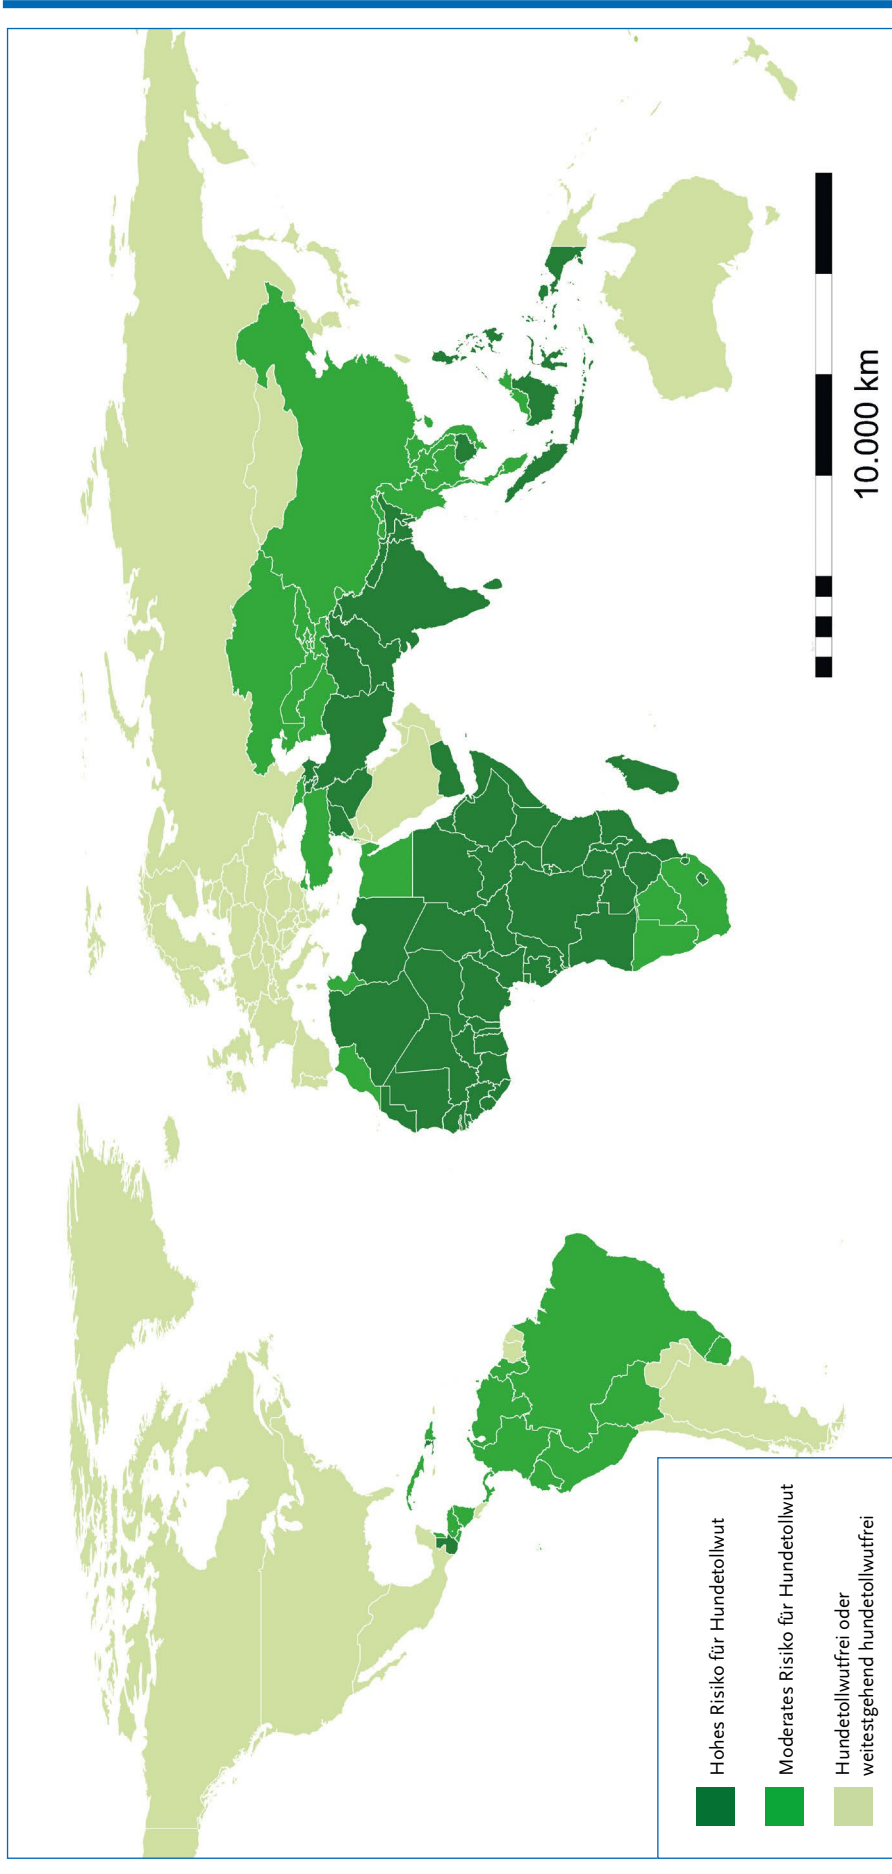 10.000 km
Hohes Risiko für Hundetollwut
Moderates Risiko für Hundetollwut
Hundetollwutfrei oder
weitestgehend hundetollwutfrei